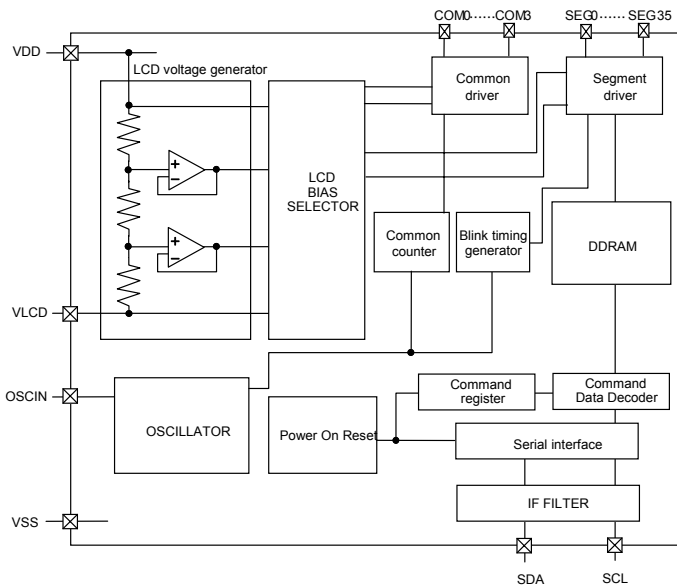 COM0……COM3
SEG0…… SEG35
VDD
LCD voltage generator
Common
driver
Segment
driver
LCD
BIAS
SELECTOR
Common
counter
Blink timing
generator
DDRAM
VLCD
OSCIN
OSCILLATOR
Power On Reset
Command
register
Command
Data Decoder
Serial interface
IF FILTER
VSS
SDA
SCL